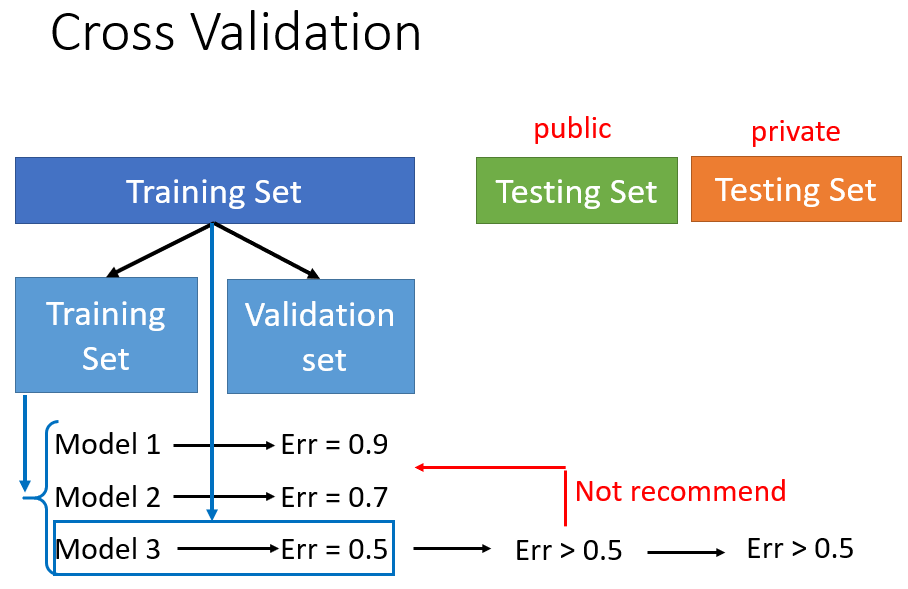 Cross Validation
public
private
Training Set
Testing Set
Testing Set
Training
Set
Validation
set
Model 1
Err = 0.9
Model 2
Err = 0.7
Not recommend
Model 3
Err = 0.5
Err > 0.5
Err > 0.5